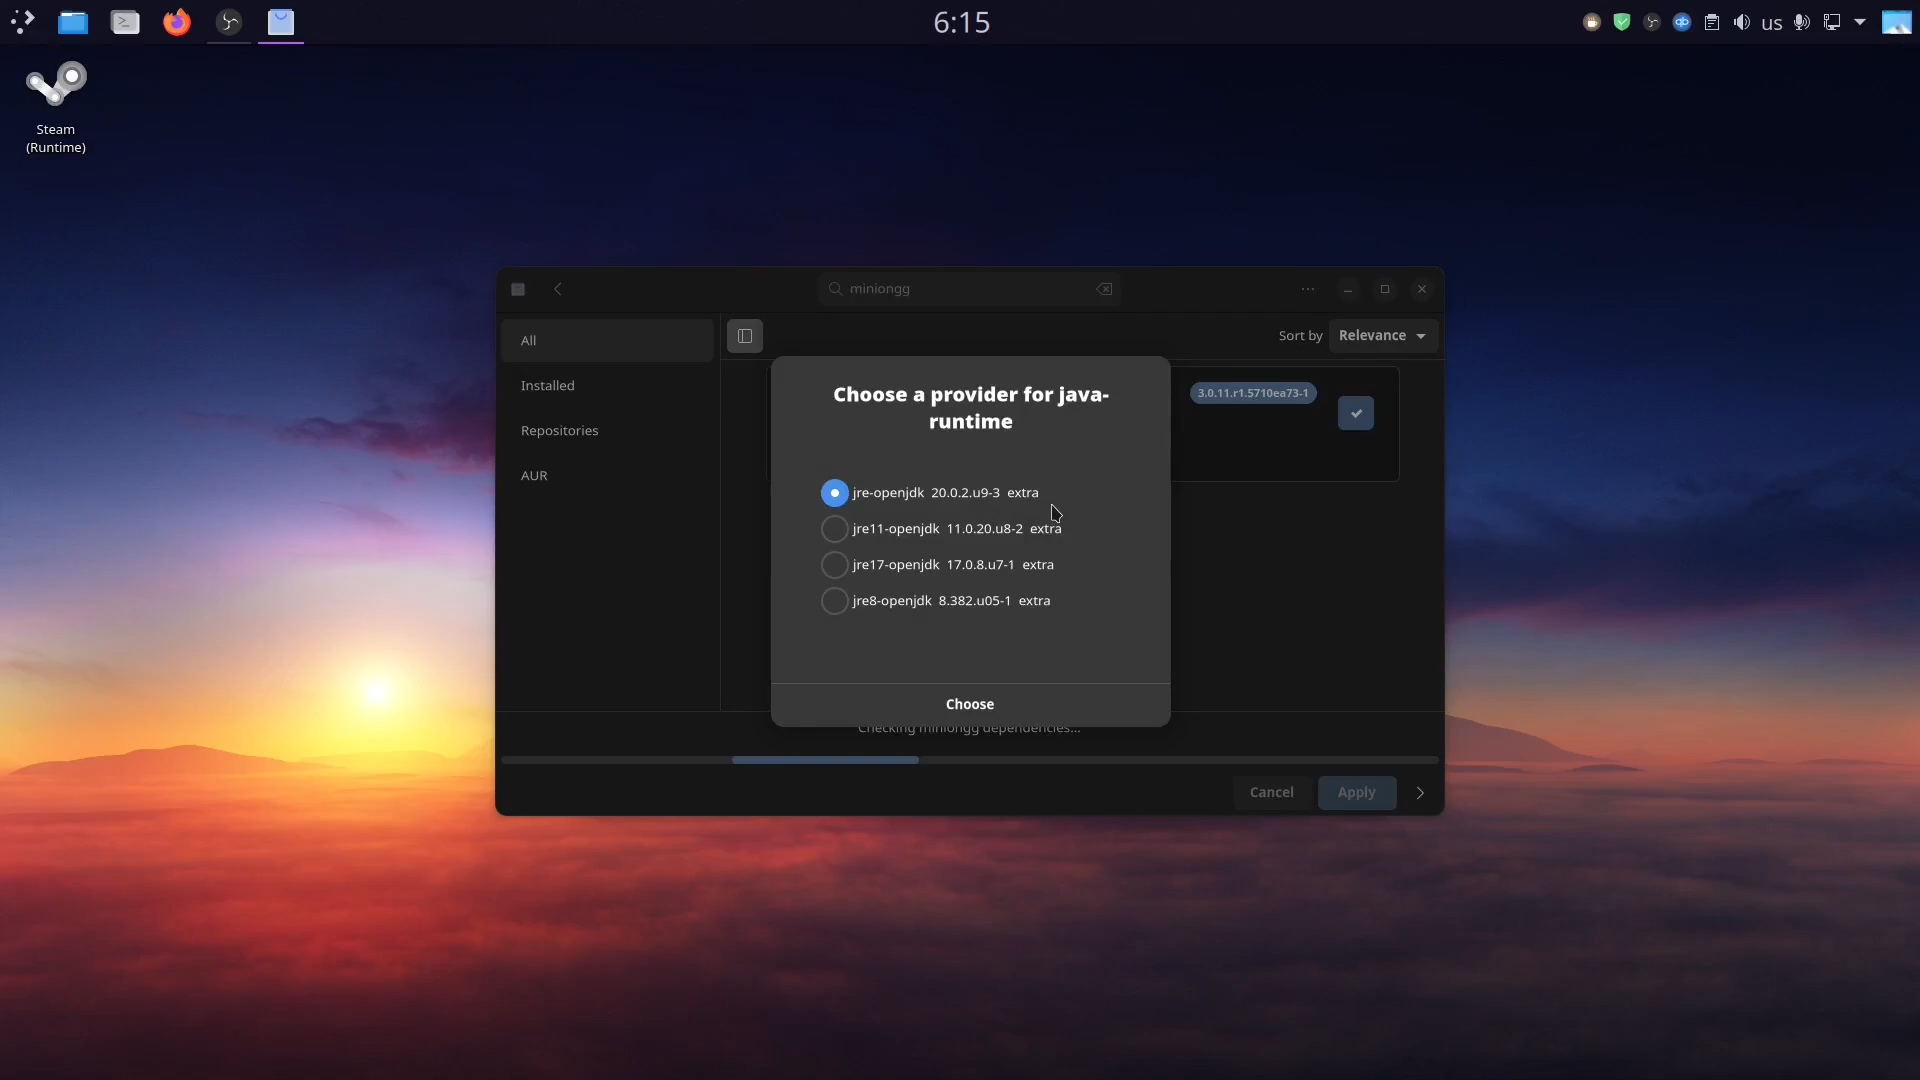 6:15
us
Steam
(Runtime)
miniongg
All
Sort by Relevance
Installed
Repositories
AUR
3.0.11.r1.5710ea73-1
Choose a provider for java-
runtime
jre-openjdk 20.0.2.u9-3 extra
jre11-openjdk 11.0.20.u8-2 extra
jre17-openjdk 17.0.8.u7-1 extra
jre8-openjdk 8.382.u05-1 extra
Choose
Checking miniongg dependencies...
Cancel Apply